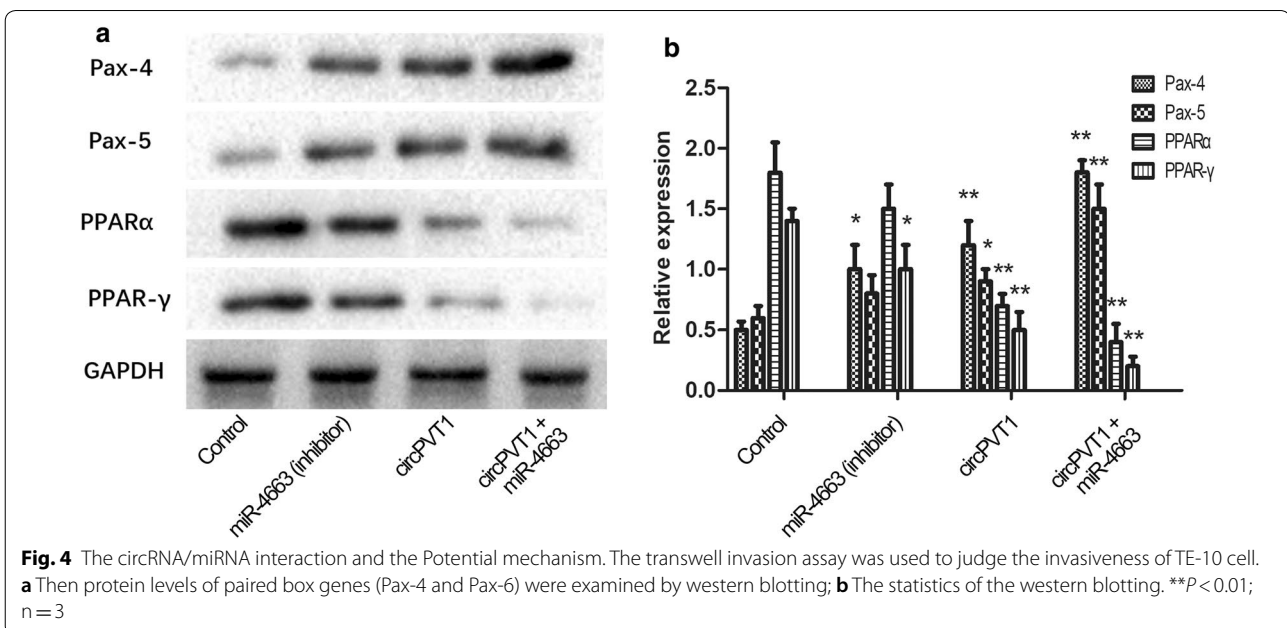 a
Pax-4
Pax-5
PPARα
PPAR-γ
GAPDH
Control
miR-4663 (inhibitor)
circPVT1
circPVT1 +
miR-4663
b
Relative expression
2.5
2.0
1.5
1.0
0.5
0.0
Pax-4
Pax-5
PPARα
PPAR-γ
* *
** * ** **
** ** ** **
Control
miR-4663 (inhibitor)
circPVT1
circPVT1 +
miR-4663
Fig. 4 The circRNA/miRNA interaction and the Potential mechanism. The transwell invasion assay was used to judge the invasiveness of TE-10 cell.
a Then protein levels of paired box genes (Pax-4 and Pax-6) were examined by western blotting; b The statistics of the western blotting. **P < 0.01;
n = 3